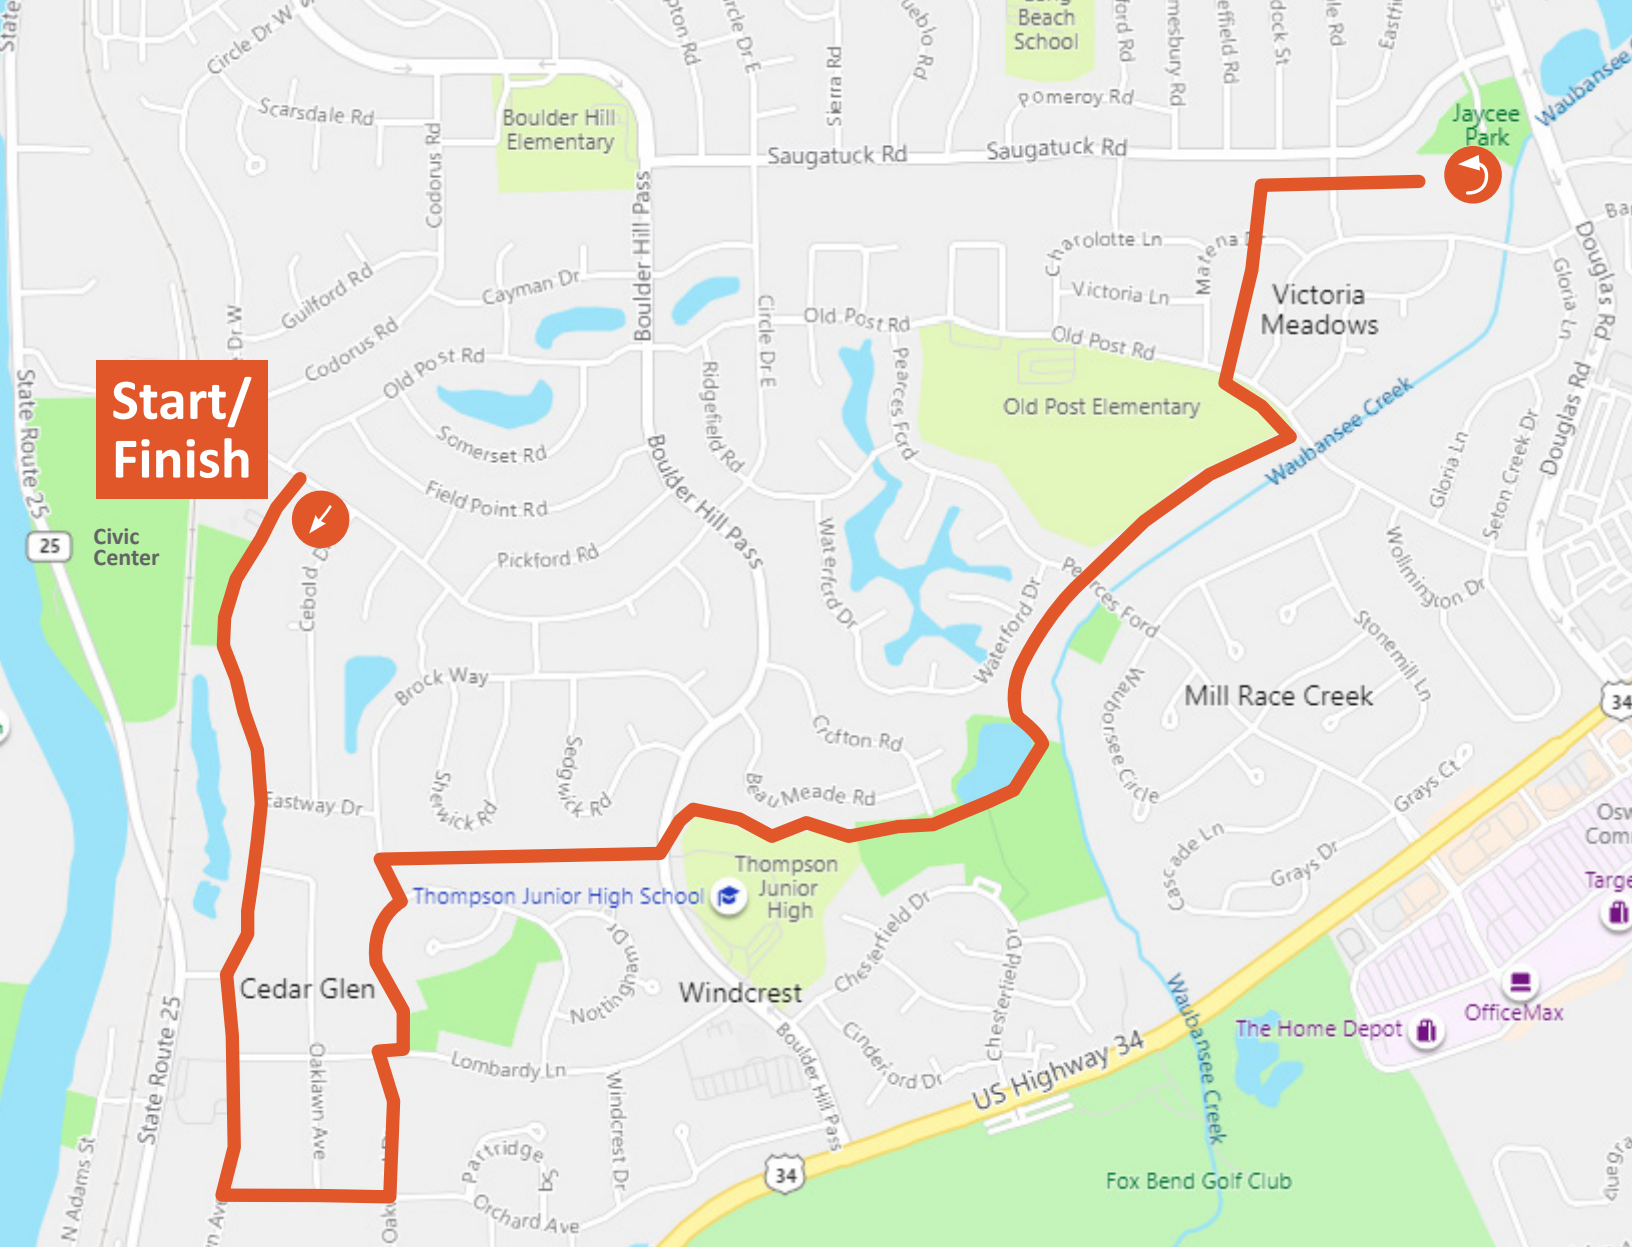 State
Circle Dr W
Scarsdale Rd
Codorus Rd
Boulder Hill
Elementary
Sierra Rd
Beach
School
Pomeroy Rd
Saugatuck Rd
Saugatuck Rd
Jaycee
Park
Waubansee
Boulder Hill Pass
Guilford Rd
Cayman Dr
Codorus Rd
Old Post Rd
Circle Dr E
Old Post Rd
Charolotte Ln
Victoria Ln
Old Post Rd
Victoria
Meadows
Douglas Rd
Gloria Ln
Start/
Finish
State Route 25
25
Civic
Center
Somerset Rd
Field Point Rd
Pickford Rd
Ridgefield Rd
Boulder Hill Pass
Pearces Ford
Old Post Elementary
Waubansee Creek
Gloria Ln
Seton Creek Dr
Douglas Rd
Wollmington Dr
Cebold D
Waterford Dr
Waterford Dr
Pearces Ford
Stonemill Ln
Brock Way
Waubonsee Circle
Mill Race Creek
34
Sherwick Rd
Sedgwick Rd
Crofton Rd
Beau Meade Rd
Eastway Dr
Grays Ct
Cascade Ln
Grays Dr
Osw
Com
Targe
Thompson Junior High School
Thompson
Junior
High
Chesterfield Dr
Chesterfield Dr
Cedar Glen
Nottingham Dr
Windcrest
Boulder Hill Pass
Cinderford Dr
US Highway 34
Waubansee Creek
The Home Depot
OfficeMax
State Route 25
N Adams St
Oaklawn Ave
Lombardy Ln
Windcrest Dr
Partridge Sq
Orchard Ave
34
Fox Bend Golf Club